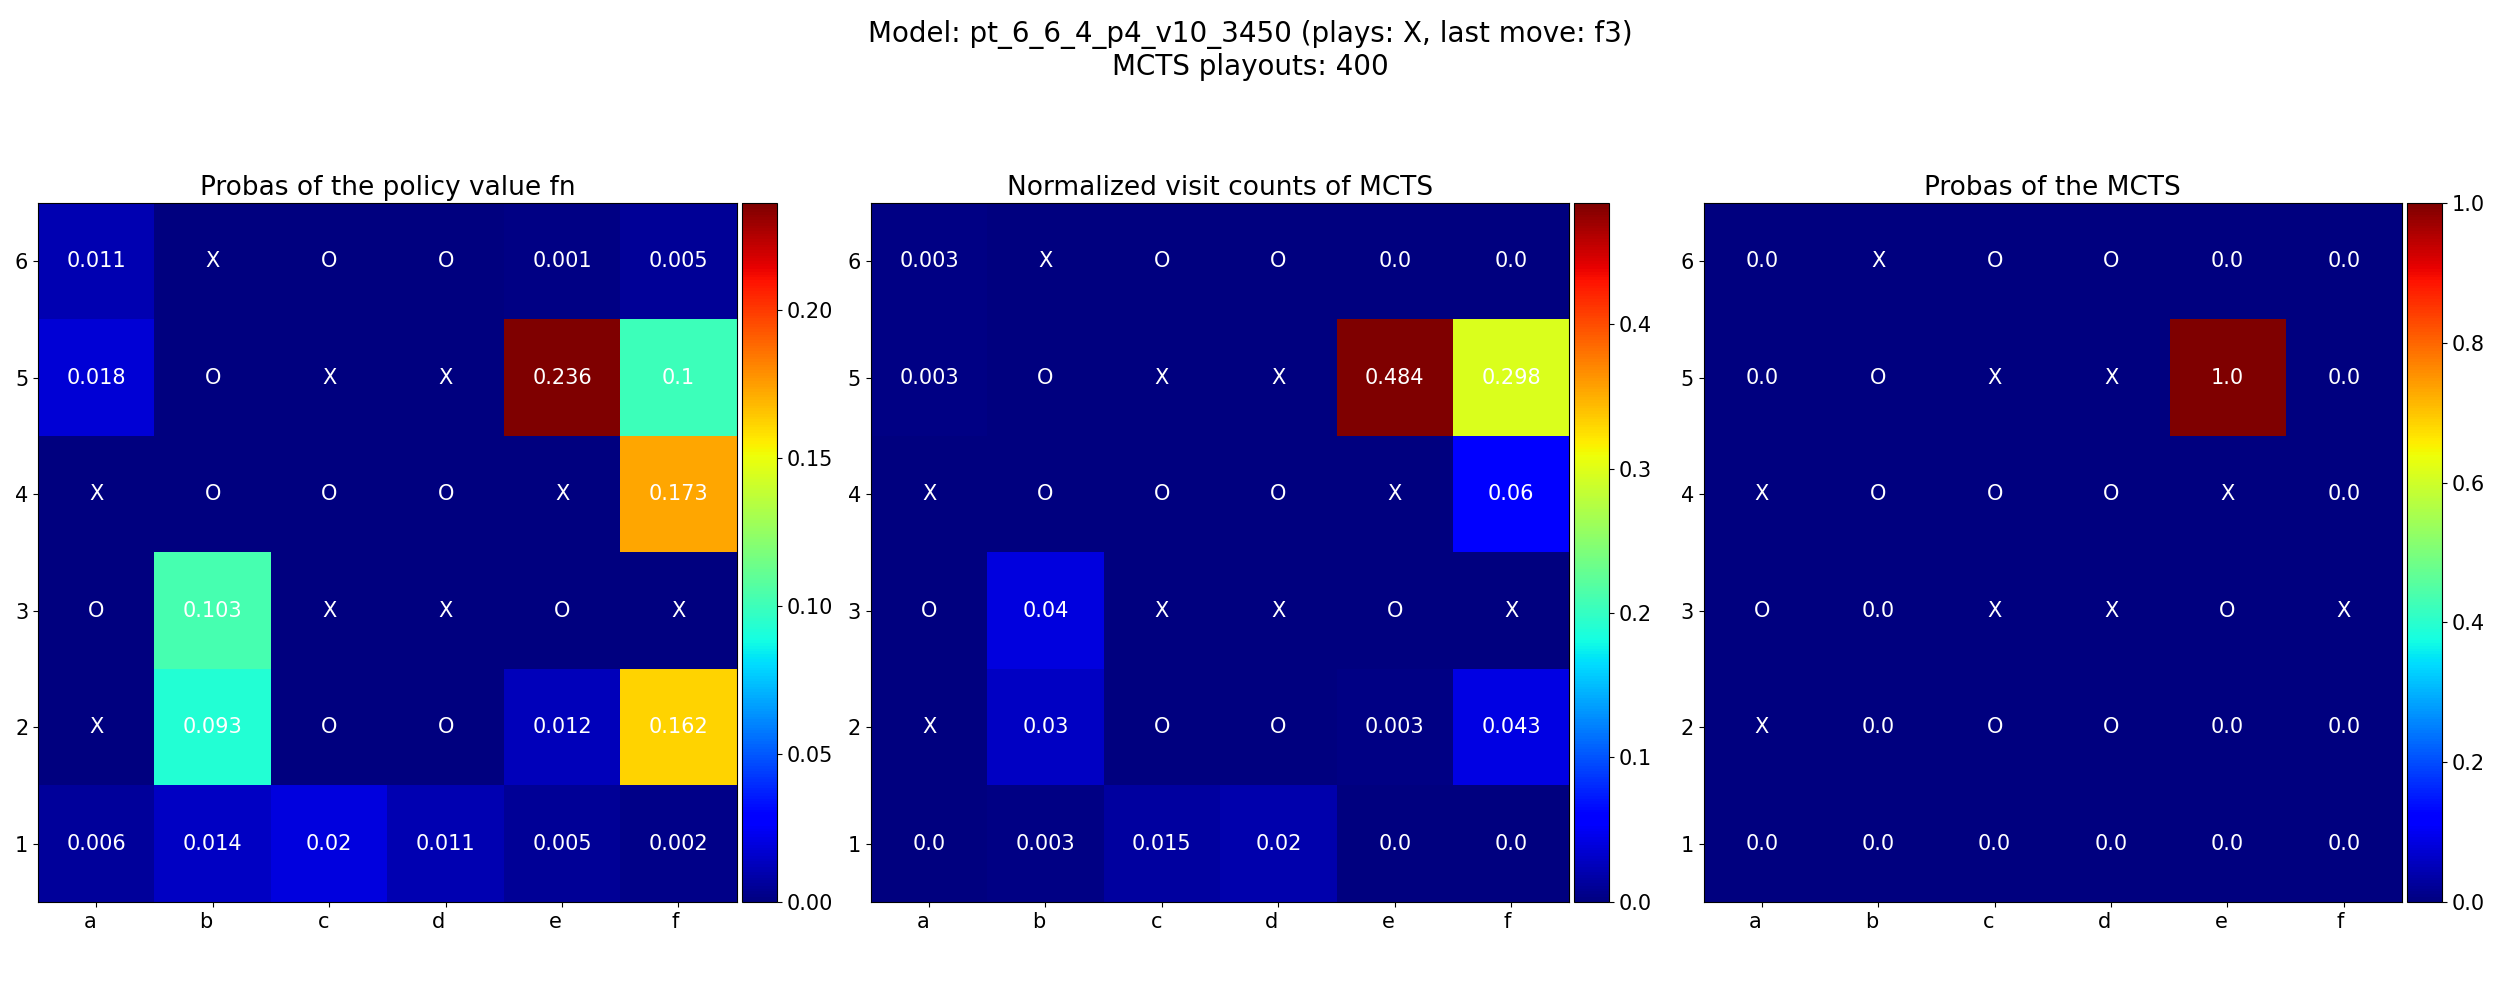 Model: pt_6_6_4_p4_v10_3450 (plays: X, last move: f3)
MCTS playouts: 400
Probas of the policy value fn
6 0.011 X O O 0.001 0.005
5 0.018 O X X 0.236 0.1
4 X O O O X 0.173
3 O 0.103 X X O X
2 X 0.093 O O 0.012 0.162
1 0.006 0.014 0.02 0.011 0.005 0.002
a b c d e f
0.20
0.15
0.10
0.05
0.00
Normalized visit counts of MCTS
6 0.003 X O O 0.0 0.0
5 0.003 O X X 0.484 0.298
4 X O O O X 0.06
3 O 0.04 X X O X
2 X 0.03 O O 0.003 0.043
1 0.0 0.003 0.015 0.02 0.0 0.0
a b c d e f
0.4
0.3
0.2
0.1
0.0
Probas of the MCTS
6 0.0 X O O 0.0 0.0
5 0.0 O X X 1.0 0.0
4 X O O O X 0.0
3 O 0.0 X X O X
2 X 0.0 O O 0.0 0.0
1 0.0 0.0 0.0 0.0 0.0 0.0
a b c d e f
1.0
0.8
0.6
0.4
0.2
0.0